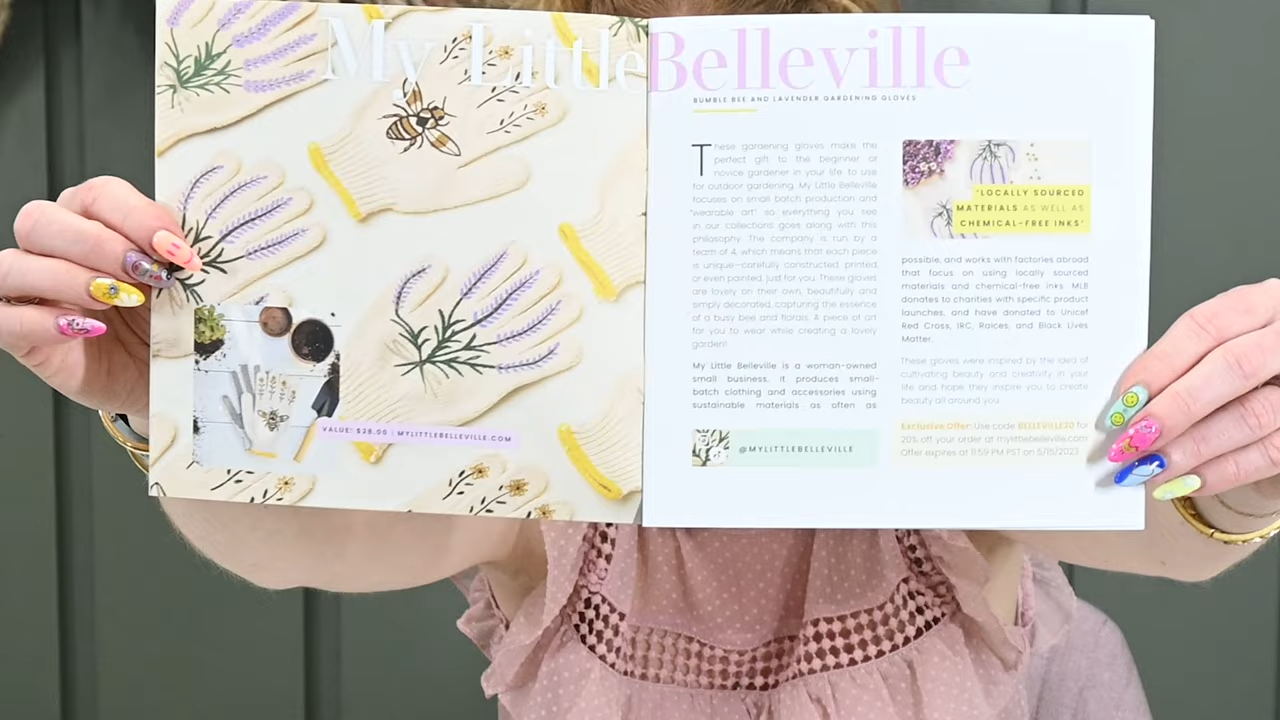 My Little Belleville
BUMBLE BEE AND LAVENDER GARDENING GLOVES
These gardening gloves make the
perfect gift to the beginner or
novice gardener in your life to use
for outdoor gardening. My Little Belleville
focuses on small batch production and
"wearable art" so everything you see
in our collections goes along with this
philosophy. The company is run by a
team of 4, which means that each piece
is unique—carefully constructed, printed,
or even painted, just for you. These gloves
are lovely on their own, beautifully and
simply decorated, capturing the essence
of a busy bee and florals. A piece of art
for you to wear while creating a lovely
garden!
My Little Belleville is a woman-owned
small business, it produces small-
batch clothing and accessories using
sustainable materials as often as
@MYLITTLEBELLEVILLE
"LOCALLY SOURCED
MATERIALS AS WELL AS
CHEMICAL-FREE INKS"
possible, and works with factories abroad
that focus on using locally sourced
materials and chemical-free inks. MLB
donates to charities with specific product
launches, and have donated to Unicef
Red Cross, IRC, Raices, and Black Lives
Matter.
These gloves were inspired by the idea of
cultivating beauty and creativity in your
life and hope they inspire you to create
beauty all around you.
Exclusive Offer: Use code BELLEVILLE20 for
20% off your order at mylittlebelleville.com
Offer expires at 11:59 PM PST on 5/15/2023
VALUE: $28.00 | MYLITTLEBELLEVILLE.COM